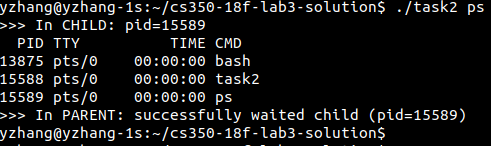 yzhang@yzhang-1s:~/cs350-18f-lab3-solution$ ./task2 ps
>>> In CHILD: pid=15589
  PID TTY          TIME CMD
13875 pts/0    00:00:00 bash
15588 pts/0    00:00:00 task2
15589 pts/0    00:00:00 ps
>>> In PARENT: successfully waited child (pid=15589)
yzhang@yzhang-1s:~/cs350-18f-lab3-solution$